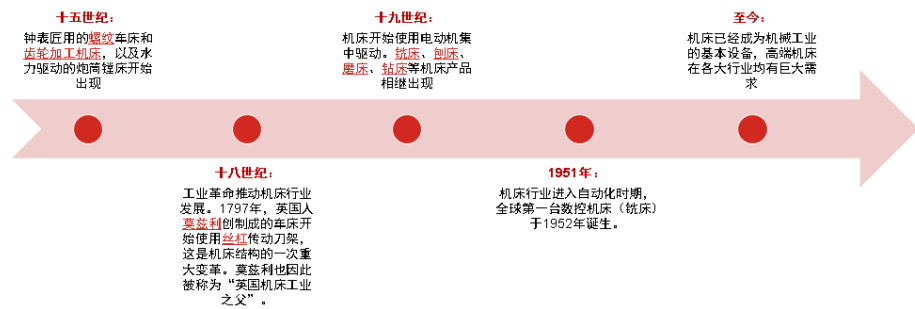 十五世纪：
钟表匠用的螺纹车床和
齿轮加工机床，以及水
力驱动的炮筒镗床开始
出现
十八世纪：
工业革命推动机床行业
发展。1797年，英国人
莫兹利创制成的车床开
始使用丝杠传动刀架，
这是机床结构的一次重
大变革。莫兹利也因此
被称为“英国机床工业
之父”。
十九世纪：
机床开始使用电动机集
中驱动。铣床、刨床、
磨床、钻床等机床产品
相继出现
1951年：
机床行业进入自动化时期，
全球第一台数控机床（铣床）
于1952年诞生。
至今：
机床已经成为机械工业
的基本设备，高端机床
在各大行业均有巨大需
求